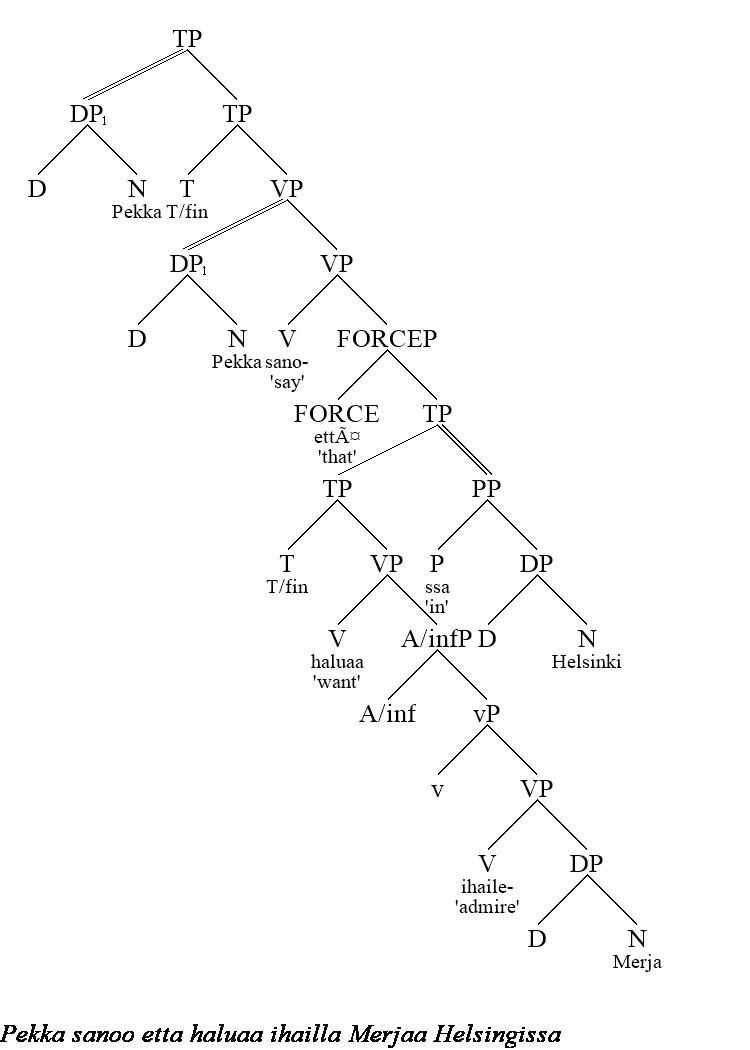 TP
DP1 TP
D N T VP
Pekka T/fin
DP1 VP
D N V FORCEP
Pekka sano-
'say'
FORCE TP
ettÃ¤
'that'
TP PP
T VP P DP
T/fin ssa
'in'
V A/infP D N
haluaa Helsinki
'want'
A/inf vP
v VP
V DP
ihaile-
'admire'
D N
Merja
Pekka sanoo etta haluaa ihailla Merjaa Helsingissa